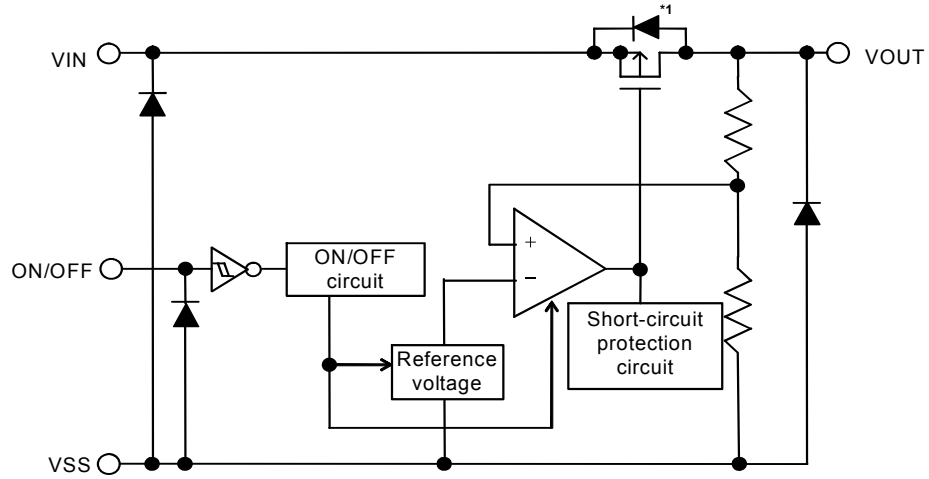 *1
VIN
VOUT
+
−
ON/OFF
ON/OFF
circuit
Short-circuit
protection
circuit
Reference
voltage
VSS